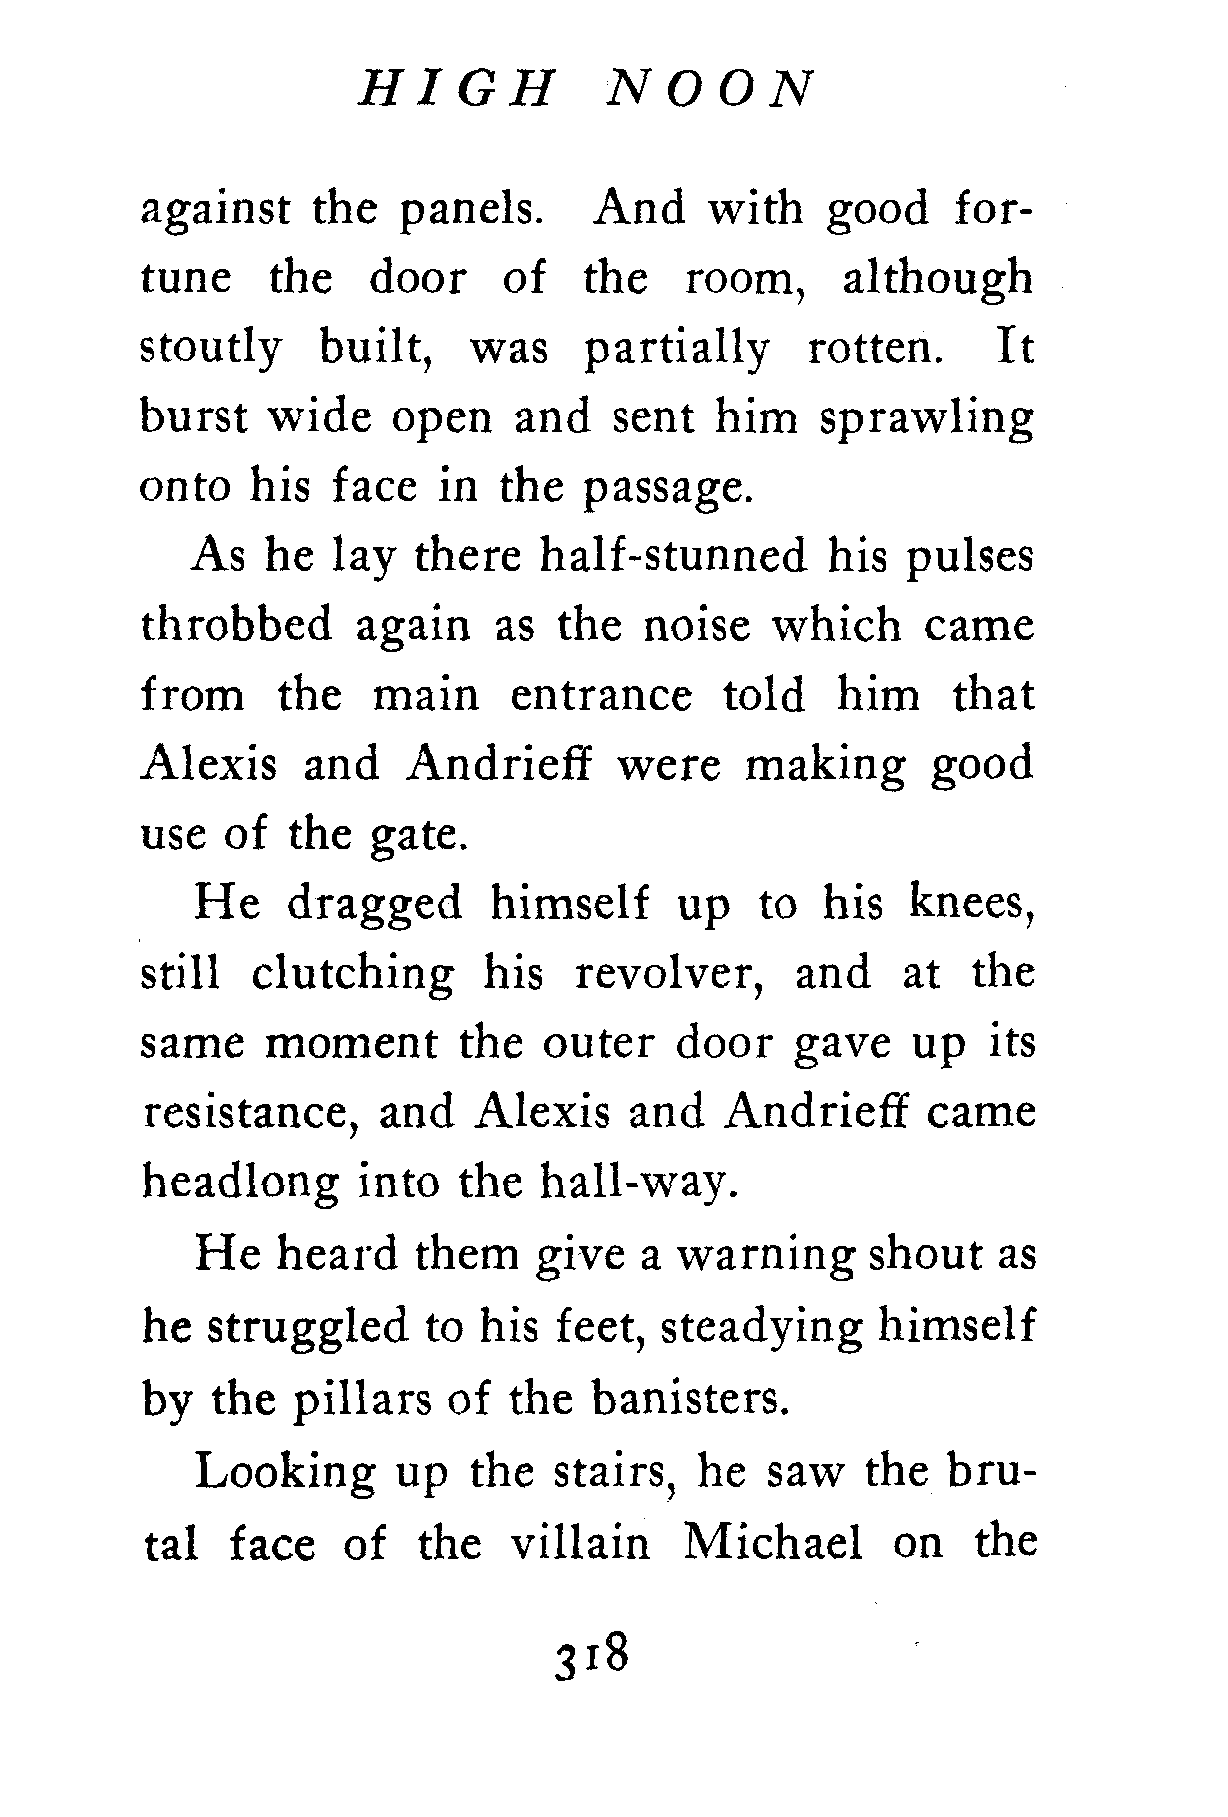 HIGH NOON
against the panels. And with good for-
tune the door of the room, although
stoutly built, was partially rotten. It
burst wide open and sent him sprawling
onto his face in the passage.
As he lay there half-stunned his pulses
throbbed again as the noise which came
from the main entrance told him that
Alexis and Andrieff were making good
use of the gate.
He dragged himself up to his knees,
still clutching his revolver, and at the
same moment the outer door gave up its
resistance, and Alexis and Andrieff came
headlong into the hall-way.
He heard them give a warning shout as
he struggled to his feet, steadying himself
by the pillars of the banisters.
Looking up the stairs, he saw the bru-
tal face of the villain Michael on the
318